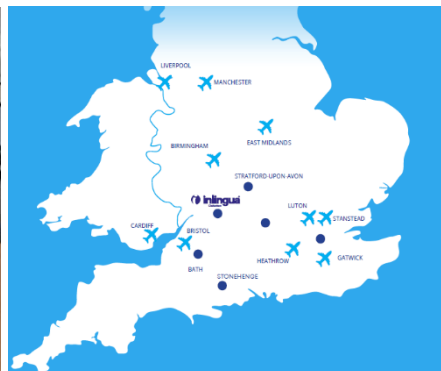 LIVERPOOL
MANCHESTER
EAST MIDLANDS
BIRMINGHAM
STRATFORD-UPON-AVON
inlingua
LUTON
STANSTEAD
CARDIFF
BRISTOL
HEATHROW
GATWICK
BATH
STONEHENGE